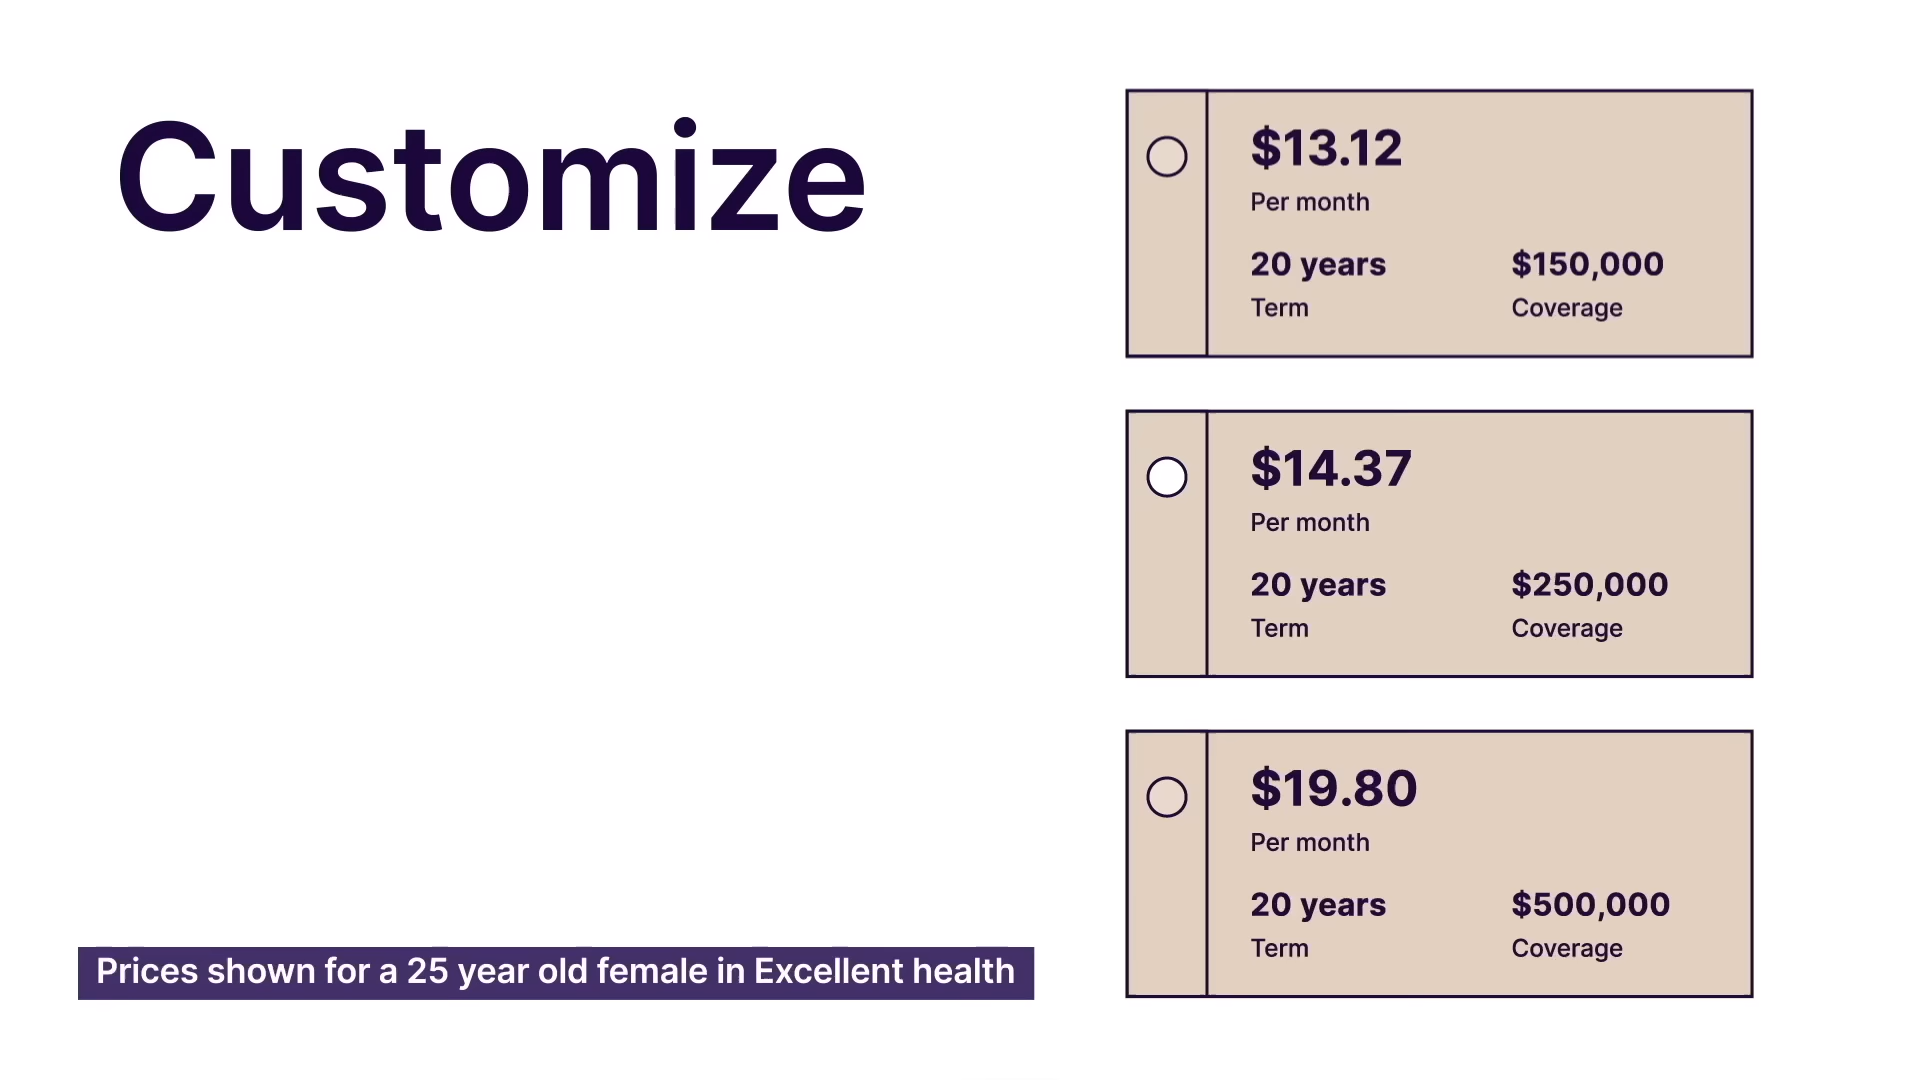 Customize
$13.12
Per month
20 years $150,000
Term Coverage
$14.37
Per month
20 years $250,000
Term Coverage
$19.80
Per month
20 years $500,000
Term Coverage
Prices shown for a 25 year old female in Excellent health